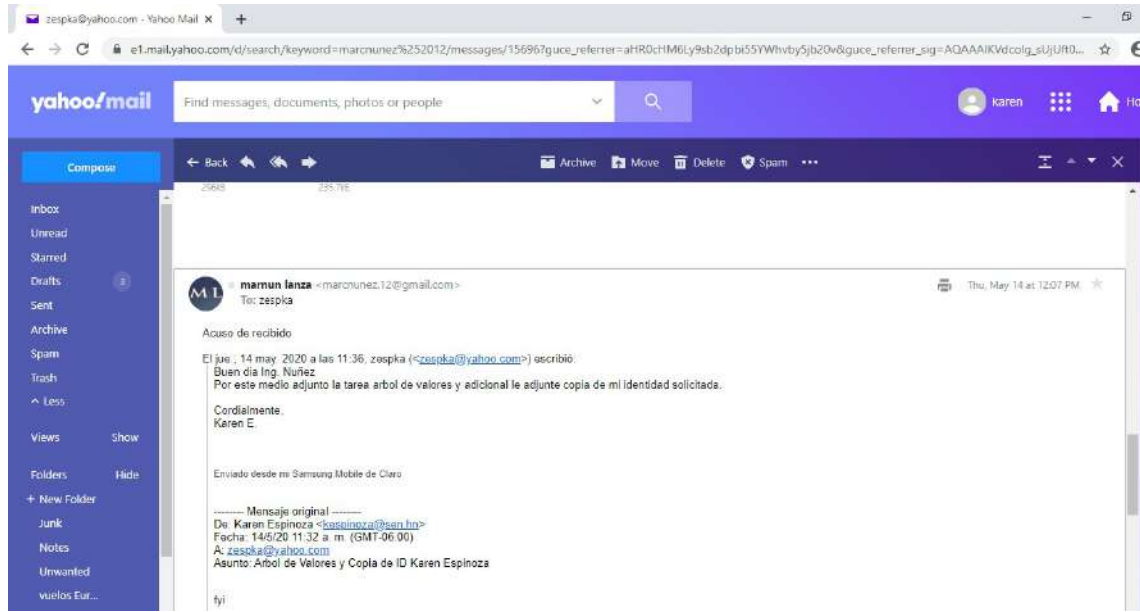 zespka@yahoo.com - Yahoo Mail
e1.mail.yahoo.com/d/search/keyword=marcnunez%252012/messages/15696?guce_referrer=
yahoo!mail
Find messages, documents, photos or people
karen
Compose
Back
Archive
Move
Delete
Spam
Inbox
Unread
Starred
Drafts
Sent
Archive
Spam
Trash
Less
Views Show
Folders Hide
+ New Folder
Junk
Notes
Unwanted
vuelos Eur...
ML
marnun lanza <marcnunez.12@gmail.com>
Thu, May 14 at 12:07 PM
To: zespka
Acuso de recibido
El jue., 14 may. 2020 a las 11:36, zespka (<zespka@yahoo.com>) escribió:
Buen dia Ing. Nuñez
Por este medio adjunto la tarea arbol de valores y adicional le adjunte copia de mi identidad solicitada.
Cordialmente,
Karen E.
Enviado desde mi Samsung Mobile de Claro
-------- Mensaje original --------
De: Karen Espinoza <kespinoza@sen.hn>
Fecha: 14/5/20 11:32 a. m. (GMT-06:00)
A: zespka@yahoo.com
Asunto: Arbol de Valores y Copia de ID Karen Espinoza
fyi